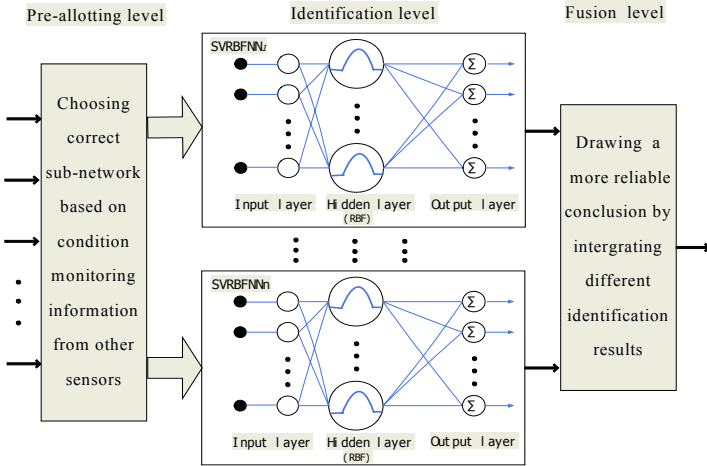 Pre-allotting level
Identification level
Fusion level
Choosing
correct
sub-network
based on
condition
monitoring
information
from other
sensors
SVRBFNN₁
Σ
Σ
Σ
Input layer
Hidden layer
(RBF)
Output layer
SVRBFNNn
Σ
Σ
Σ
Input layer
Hidden layer
(RBF)
Output layer
Drawing a
more reliable
conclusion by
intergrating
different
identification
results